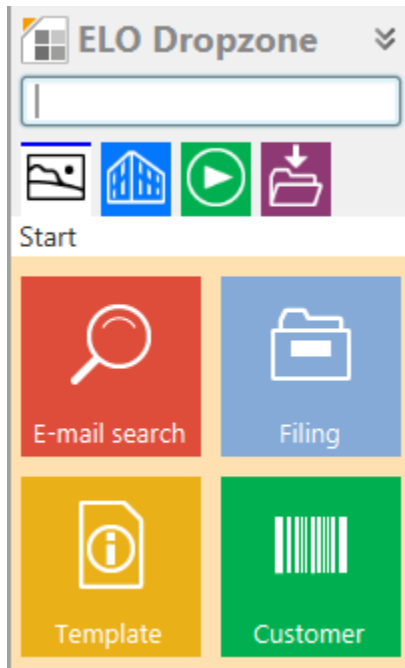 ELO Dropzone
Start
E-mail search
Filing
Template
Customer